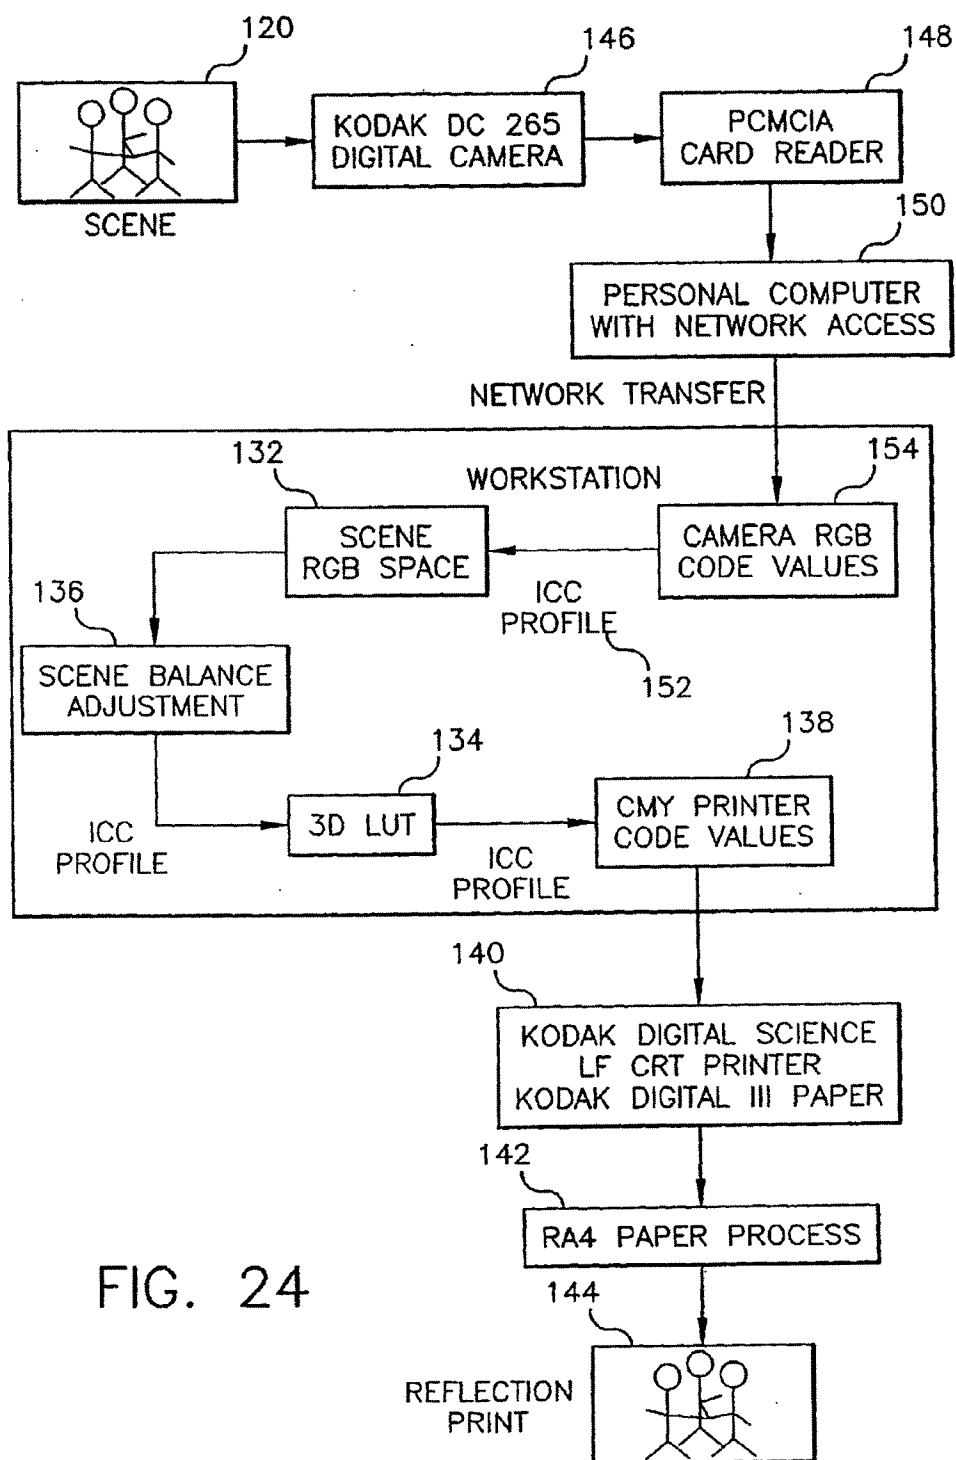 120
146
148
KODAK DC 265
DIGITAL CAMERA
PCMCIA
CARD READER
SCENE
150
PERSONAL COMPUTER
WITH NETWORK ACCESS
NETWORK TRANSFER
132
WORKSTATION
154
SCENE
RGB SPACE
CAMERA RGB
CODE VALUES
ICC
PROFILE
152
136
SCENE BALANCE
ADJUSTMENT
134
138
3D LUT
CMY PRINTER
CODE VALUES
ICC
PROFILE
ICC
PROFILE
140
KODAK DIGITAL SCIENCE
LF CRT PRINTER
KODAK DIGITAL III PAPER
142
RA4 PAPER PROCESS
FIG. 24
144
REFLECTION
PRINT